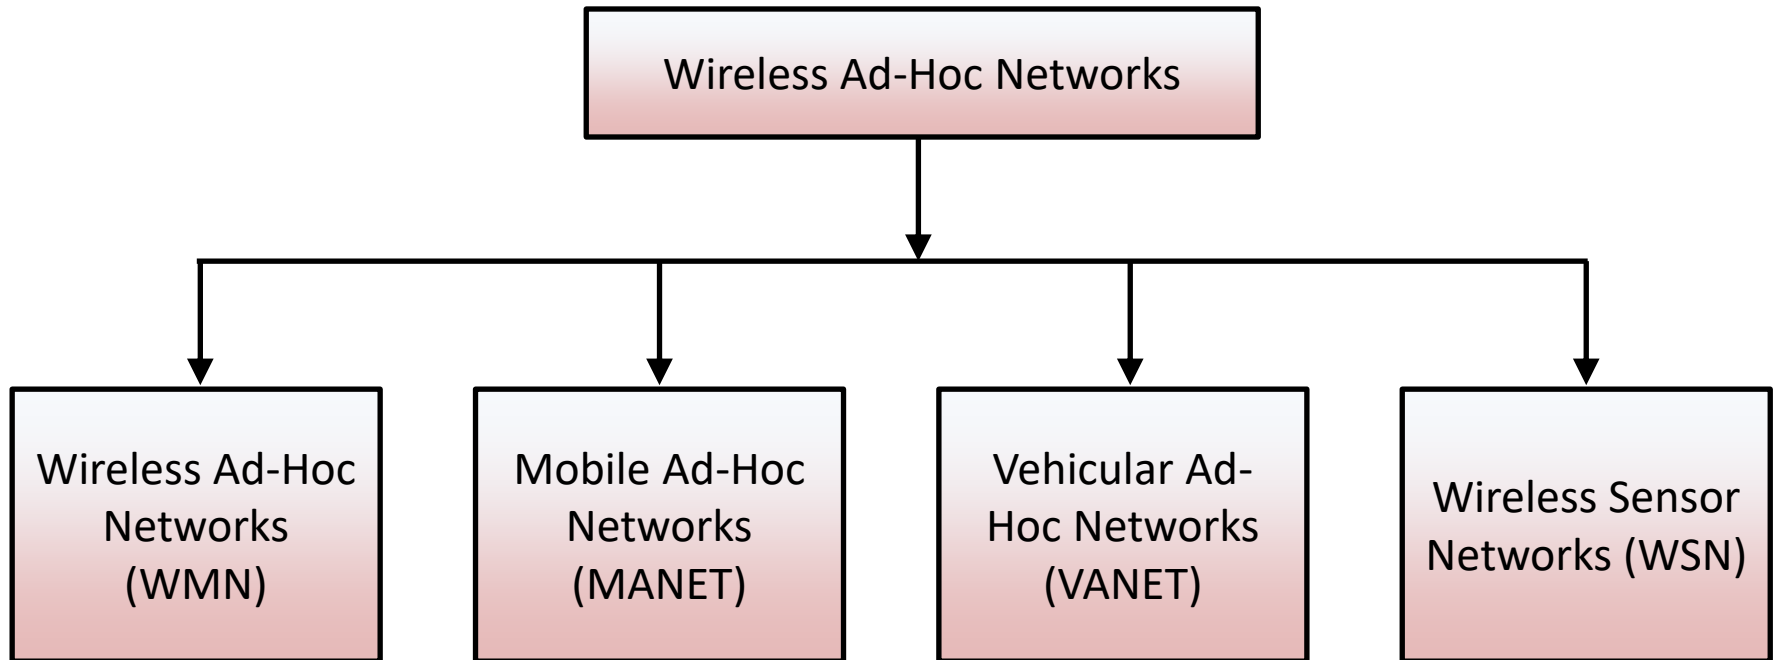 Wireless Ad-Hoc Networks
Wireless Ad-Hoc
Networks
(WMN)
Mobile Ad-Hoc
Networks
(MANET)
Vehicular Ad-
Hoc Networks
(VANET)
Wireless Sensor
Networks (WSN)